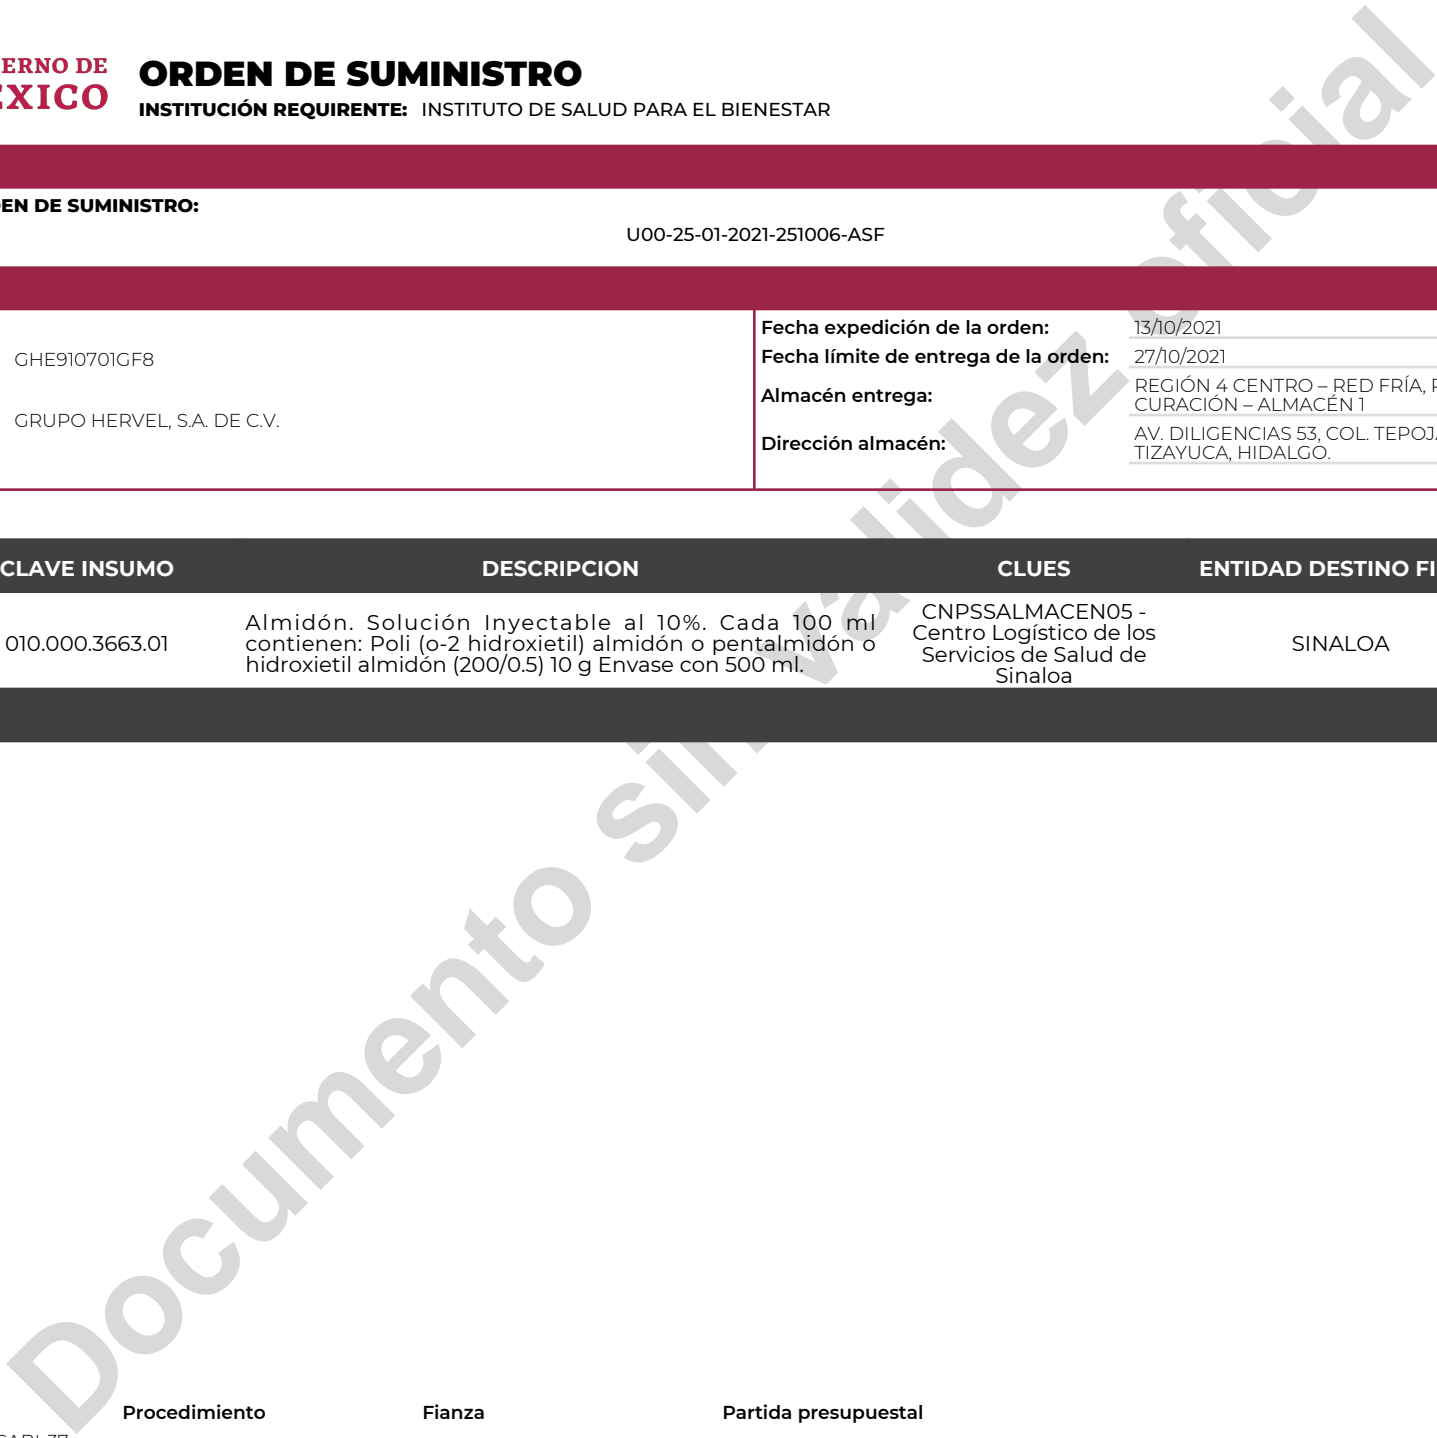 ERNO DE
EXICO
ORDEN DE SUMINISTRO
INSTITUCIÓN REQUIRENTE: INSTITUTO DE SALUD PARA EL BIENESTAR
EN DE SUMINISTRO:
U00-25-01-2021-251006-ASF
GHE910701GF8
GRUPO HERVEL, S.A. DE C.V.
Fecha expedición de la orden: 13/10/2021
Fecha límite de entrega de la orden: 27/10/2021
Almacén entrega: REGIÓN 4 CENTRO – RED FRÍA,
CURACIÓN – ALMACÉN 1
Dirección almacén: AV. DILIGENCIAS 53, COL. TEPOJ
TIZAYUCA, HIDALGO.
CLAVE INSUMO DESCRIPCION CLUES ENTIDAD DESTINO FI
010.000.3663.01
Almidón. Solución Inyectable al 10%. Cada 100 ml
contienen: Poli (o-2 hidroxietil) almidón o pentalmidón o
hidroxietil almidón (200/0.5) 10 g Envase con 500 ml.
CNPSSALMACEN05 -
Centro Logístico de los
Servicios de Salud de
Sinaloa
SINALOA
Documento sin validez oficial
Procedimiento Fianza Partida presupuestal